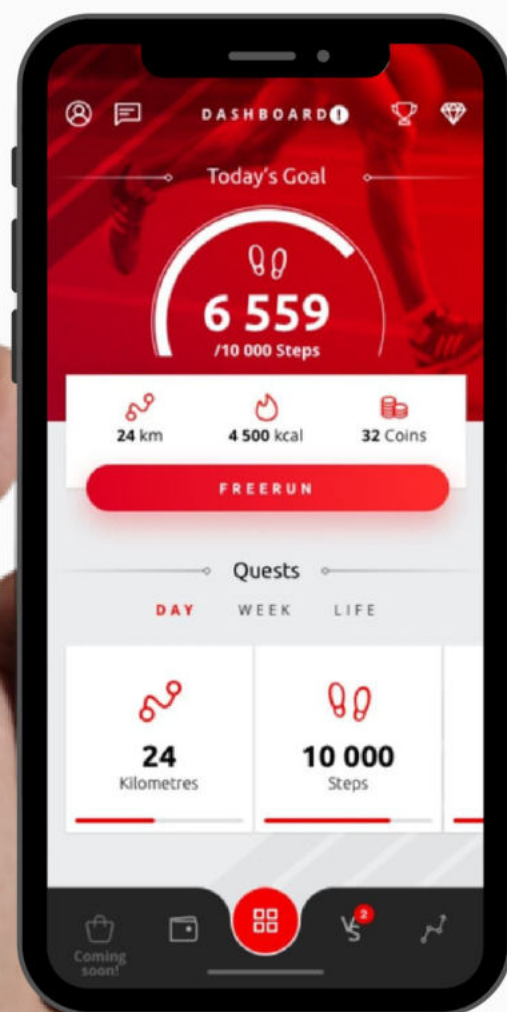 DASHBOARD!
Today's Goal
6 559
/10 000 Steps
24 km
4 500 kcal
32 Coins
FREERUN
Quests
DAY
WEEK
LIFE
24
Kilometres
10 000
Steps
VS
2
Coming
soon!